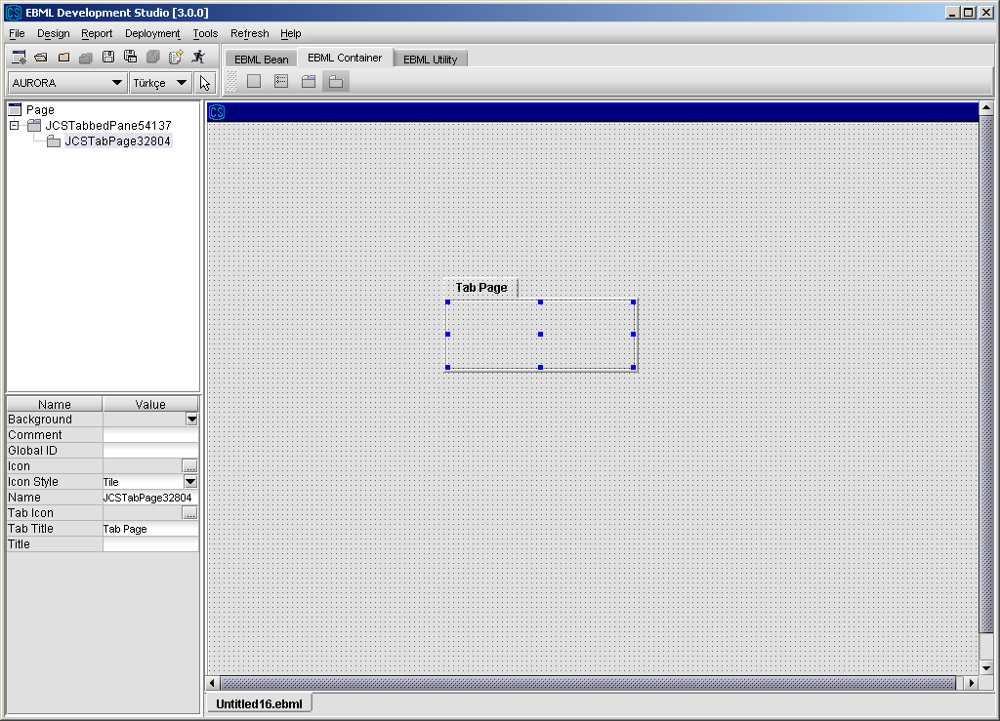 EBML Development Studio [3.0.0]
File Design Report Deployment Tools Refresh Help
EBML Bean EBML Container EBML Utility
AURORA Türkçe
Page
JCSTabbedPane54137
JCSTabPage32804
CS
Tab Page
Name Value
Background
Comment
Global ID
Icon ...
Icon Style Tile
Name JCSTabPage32804
Tab Icon ...
Tab Title Tab Page
Title
Untitled16.ebml